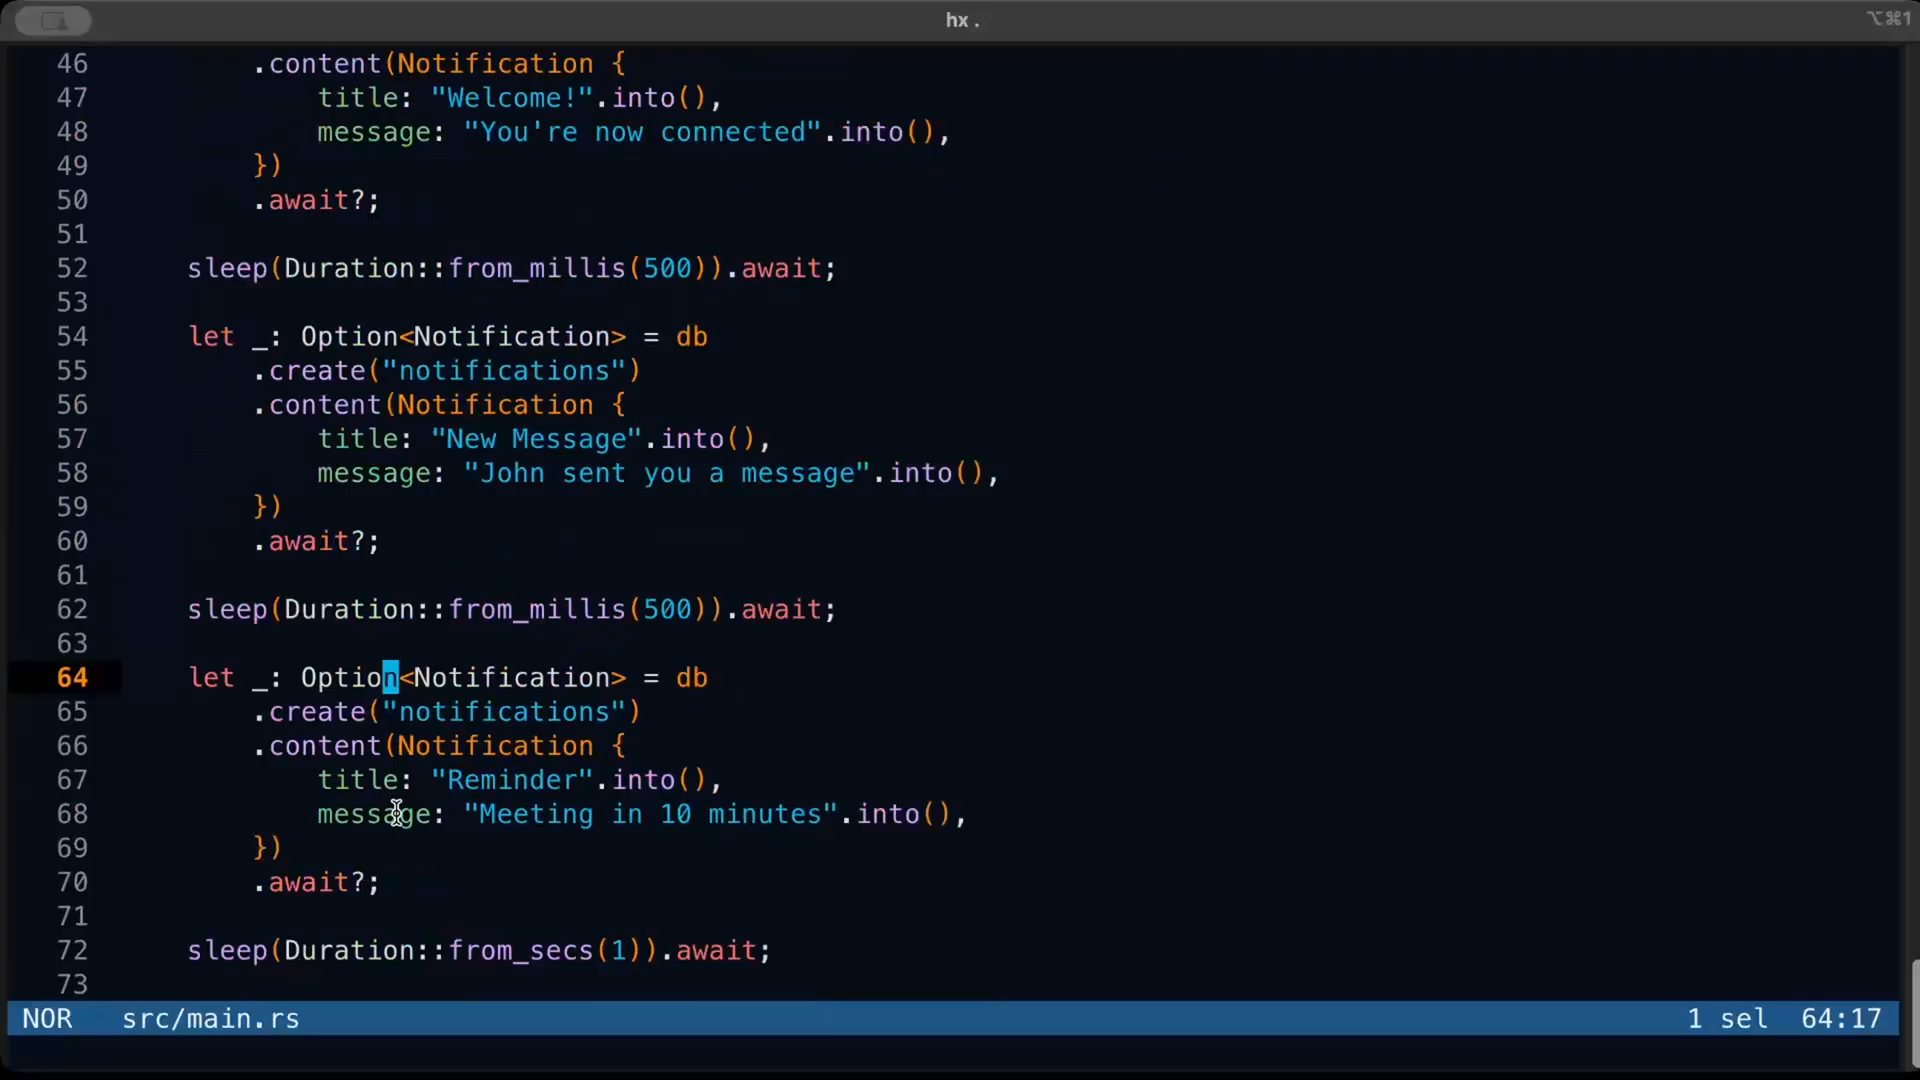 hx .
⌥⌘1
46 .content(Notification {
47 title: "Welcome!".into(),
48 message: "You're now connected".into(),
49 })
50 .await?;
51
52 sleep(Duration::from_millis(500)).await;
53
54 let _: Option<Notification> = db
55 .create("notifications")
56 .content(Notification {
57 title: "New Message".into(),
58 message: "John sent you a message".into(),
59 })
60 .await?;
61
62 sleep(Duration::from_millis(500)).await;
63
64 let _: Option<Notification> = db
65 .create("notifications")
66 .content(Notification {
67 title: "Reminder".into(),
68 message: "Meeting in 10 minutes".into(),
69 })
70 .await?;
71
72 sleep(Duration::from_secs(1)).await;
73
NOR src/main.rs 1 sel 64:17